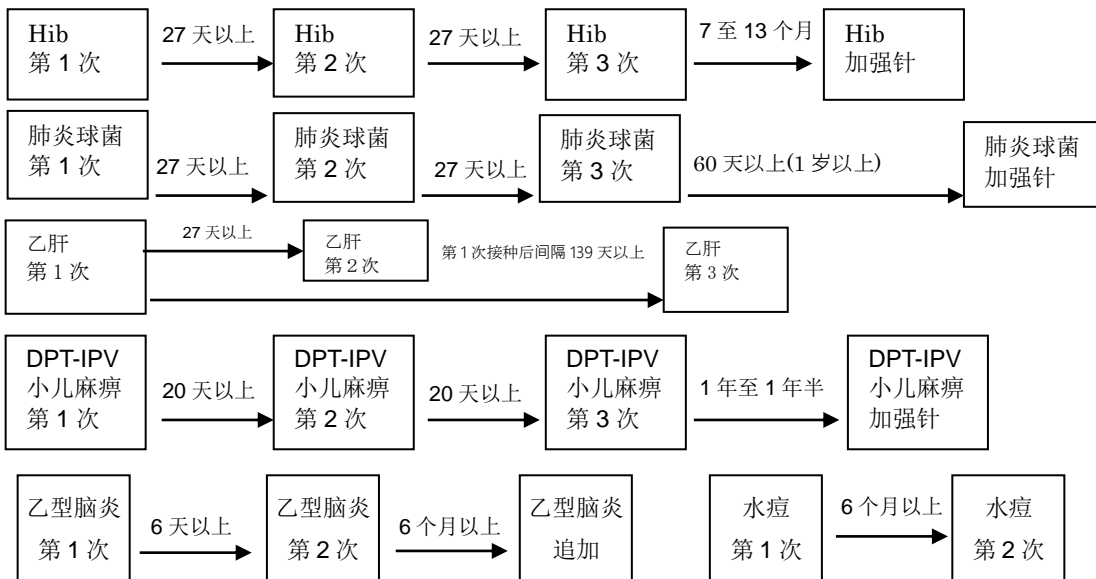 Hib
第 1 次
27 天以上
Hib
第 2 次
27 天以上
Hib
第 3 次
7 至 13 个月
Hib
加强针
肺炎球菌
第 1 次
27 天以上
肺炎球菌
第 2 次
27 天以上
肺炎球菌
第 3 次
60 天以上(1 岁以上)
肺炎球菌
加强针
乙肝
第 1 次
27 天以上
乙肝
第 2 次
第 1 次接种后间隔 139 天以上
乙肝
第 3 次
DPT-IPV
小儿麻痹
第 1 次
20 天以上
DPT-IPV
小儿麻痹
第 2 次
20 天以上
DPT-IPV
小儿麻痹
第 3 次
1 年至 1 年半
DPT-IPV
小儿麻痹
加强针
乙型脑炎
第 1 次
6 天以上
乙型脑炎
第 2 次
6 个月以上
乙型脑炎
追加
水痘
第 1 次
6 个月以上
水痘
第 2 次